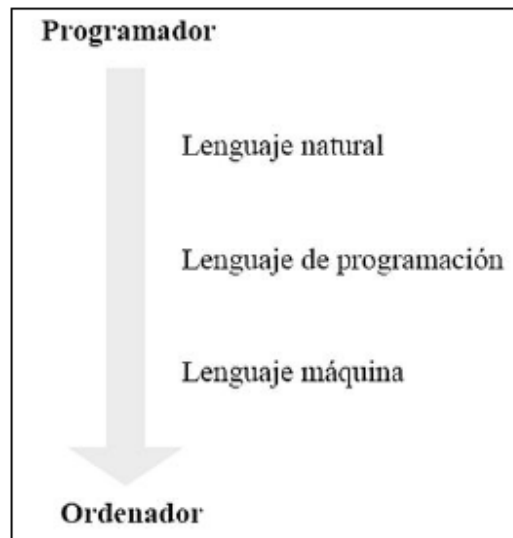 Programador
Lenguaje natural
Lenguaje de programación
Lenguaje máquina
Ordenador